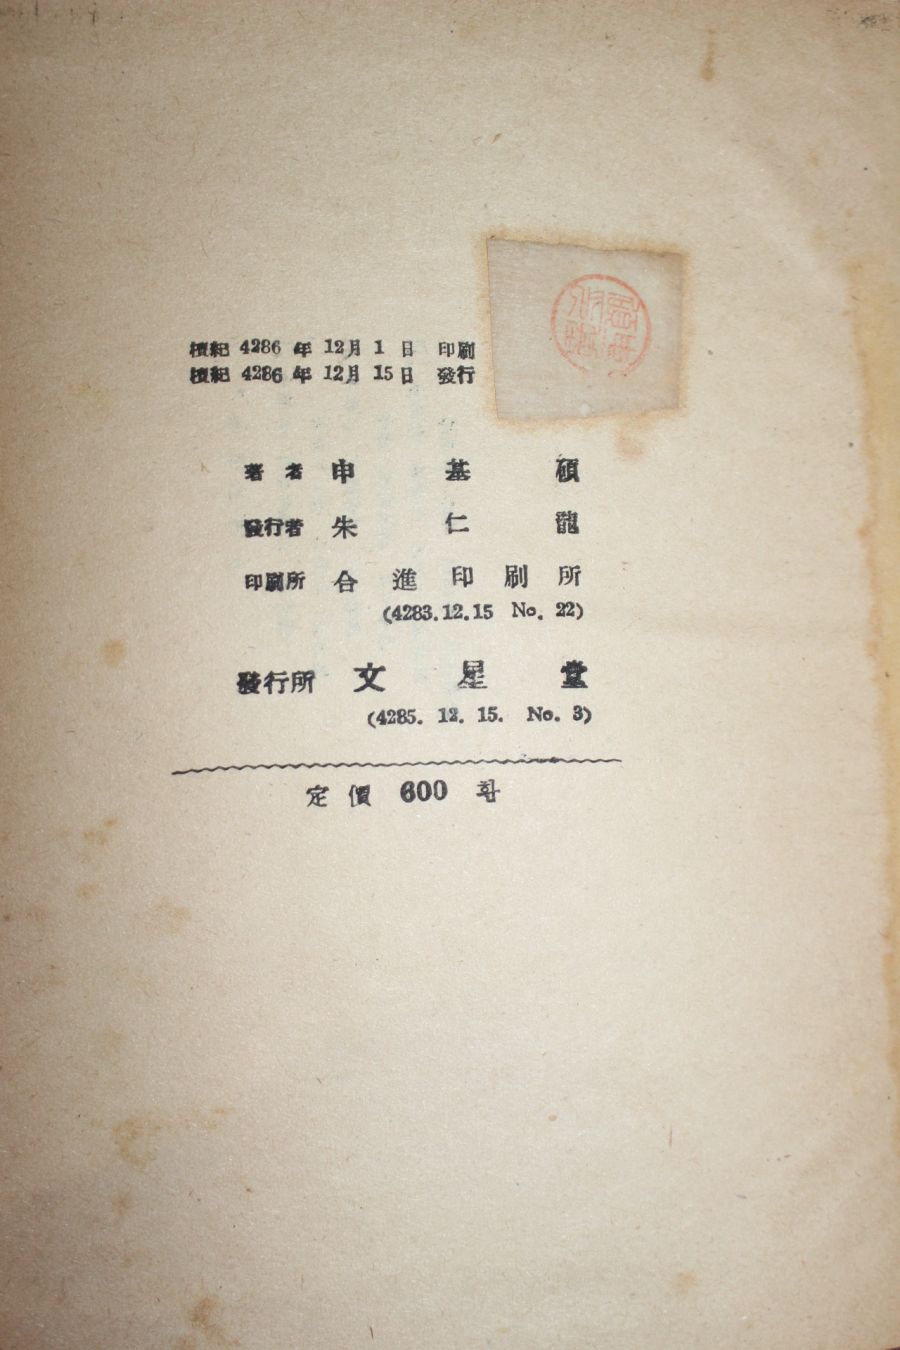 檀紀 4286 年 12月 1 日 印刷
檀紀 4286 年 12月 15日 發行
著者 申基碩
發行者 朱仁龍
印刷所 合進印刷所
(4283.12.15 No. 22)
發行所 文星堂
(4285. 12. 15. No. 3)
定價 600 환